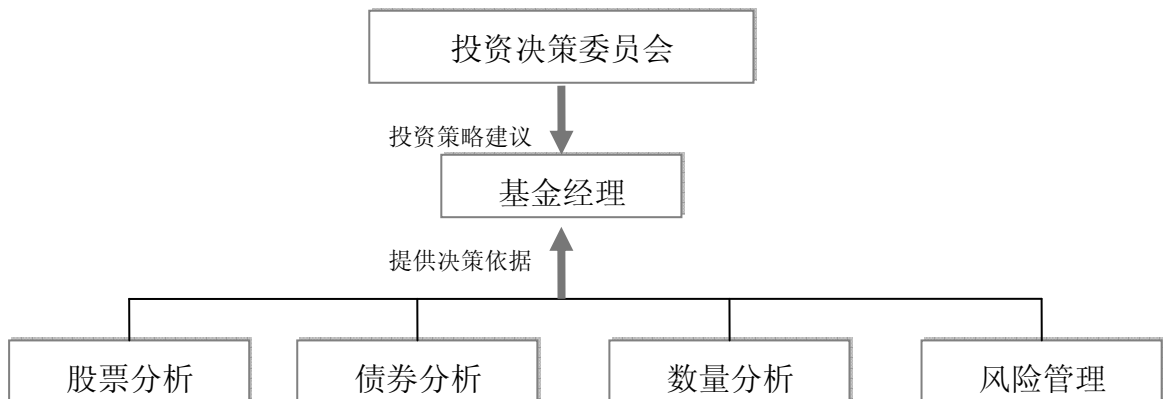 投资决策委员会
投资策略建议
基金经理
提供决策依据
股票分析
债券分析
数量分析
风险管理